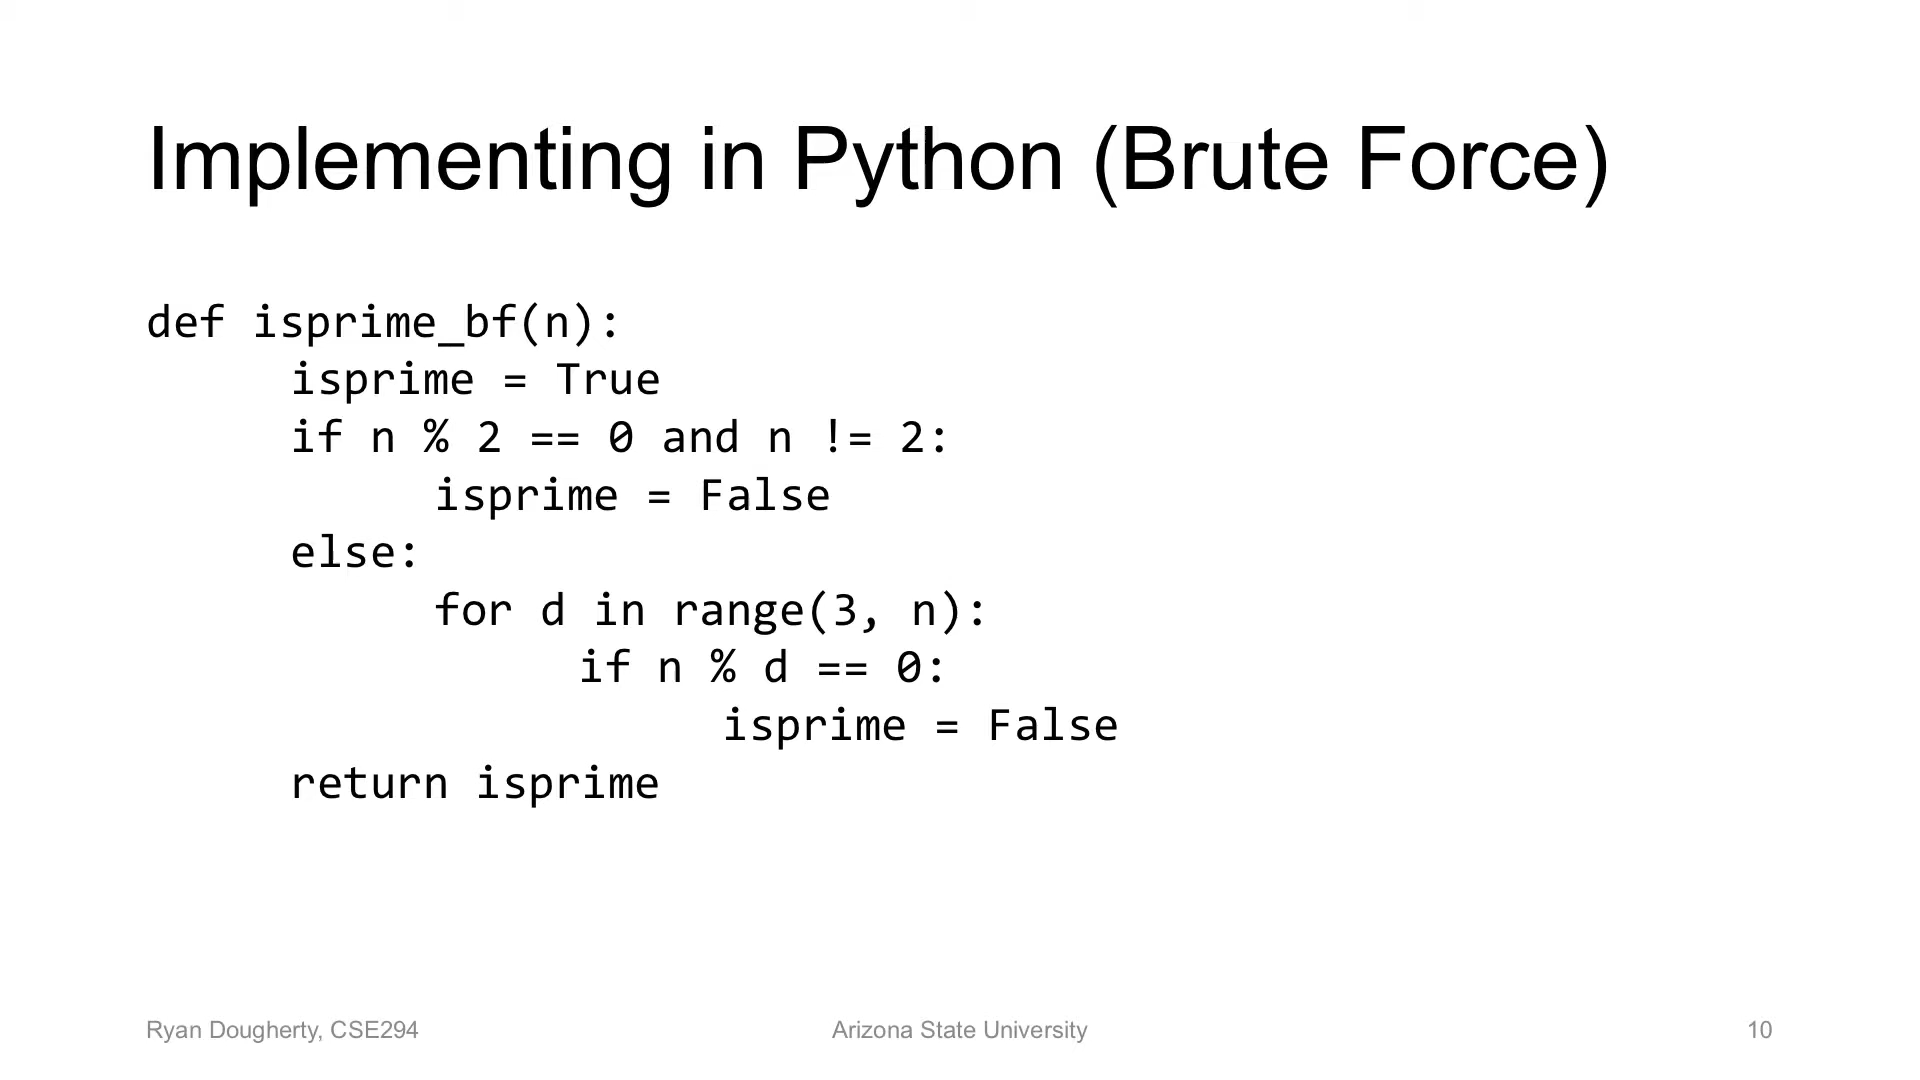 Implementing in Python (Brute Force)
def isprime_bf(n):
isprime = True
if n % 2 == 0 and n != 2:
isprime = False
else:
for d in range(3, n):
if n % d == 0:
isprime = False
return isprime
Ryan Dougherty, CSE294
Arizona State University
10